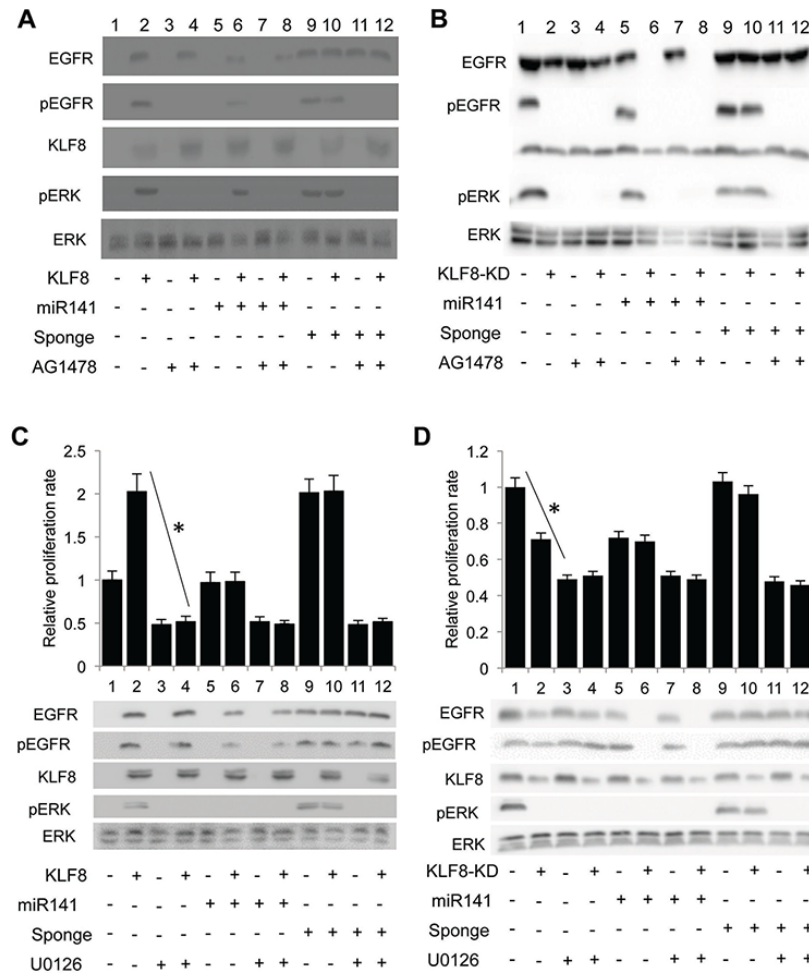 A
1 2 3 4 5 6 7 8 9 10 11 12
EGFR
pEGFR
KLF8
pERK
ERK
KLF8 - + - + - + - + - + - +
miR141 - - - - + + + + - - - -
Sponge - - - - - - - - + + + +
AG1478 - - + + - - + + - - + +
B
1 2 3 4 5 6 7 8 9 10 11 12
EGFR
pEGFR
pERK
ERK
KLF8-KD - + - + - + - + - + - +
miR141 - - - - + + + + - - - -
Sponge - - - - - - - - + + + +
AG1478 - - + + - - + + - - + +
C
Relative proliferation rate
2.5
2
1.5
1
0.5
0
*
1 2 3 4 5 6 7 8 9 10 11 12
EGFR
pEGFR
KLF8
pERK
ERK
KLF8 - + - + - + - + - + - +
miR141 - - - - + + + + - - - -
Sponge - - - - - - - - + + + +
U0126 - - + + - - + + - - + +
D
Relative proliferation rate
1.2
1
0.8
0.6
0.4
0.2
0
*
1 2 3 4 5 6 7 8 9 10 11 12
EGFR
pEGFR
KLF8
pERK
ERK
KLF8-KD - + - + - + - + - + - +
miR141 - - - - + + + + - - - -
Sponge - - - - - - - - + + + +
U0126 - - + + - - + + - - + +